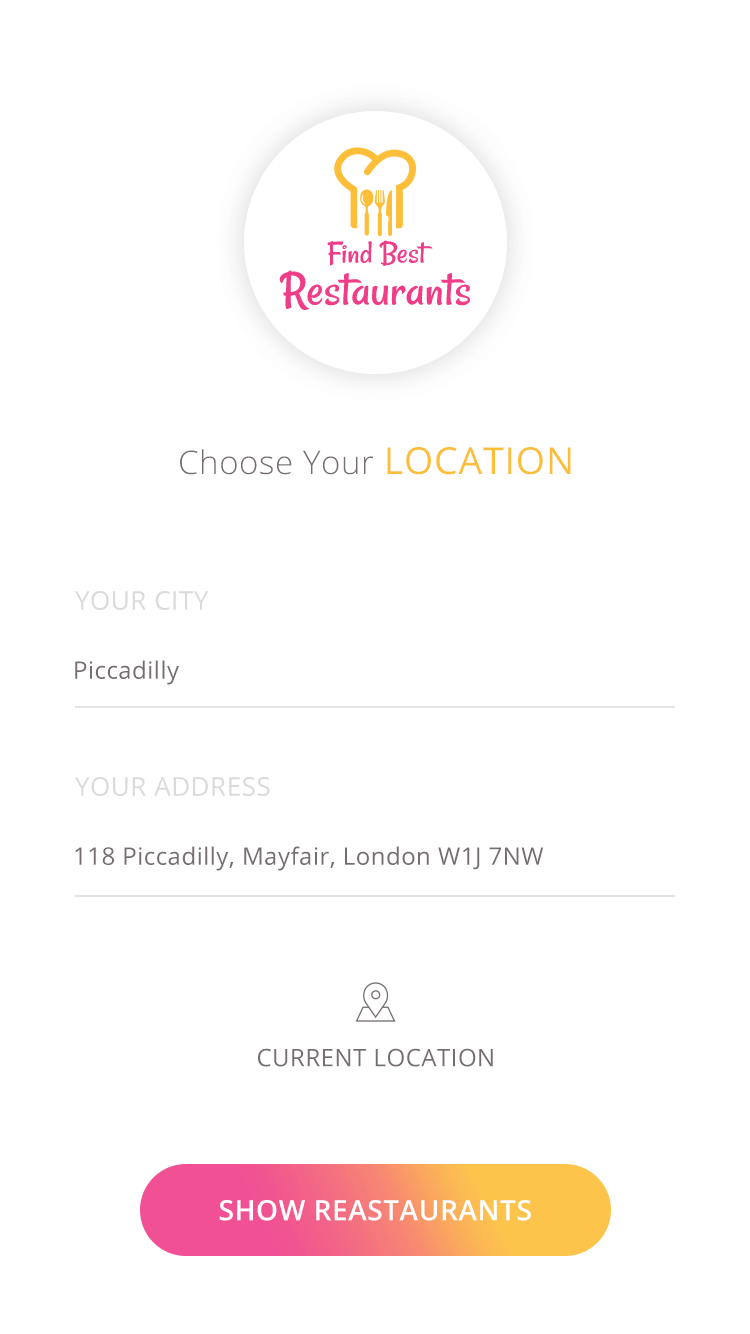 Find Best
Restaurants
Choose Your LOCATION
YOUR CITY
Piccadilly
YOUR ADDRESS
118 Piccadilly, Mayfair, London W1J 7NW
CURRENT LOCATION
SHOW REASTAURANTS